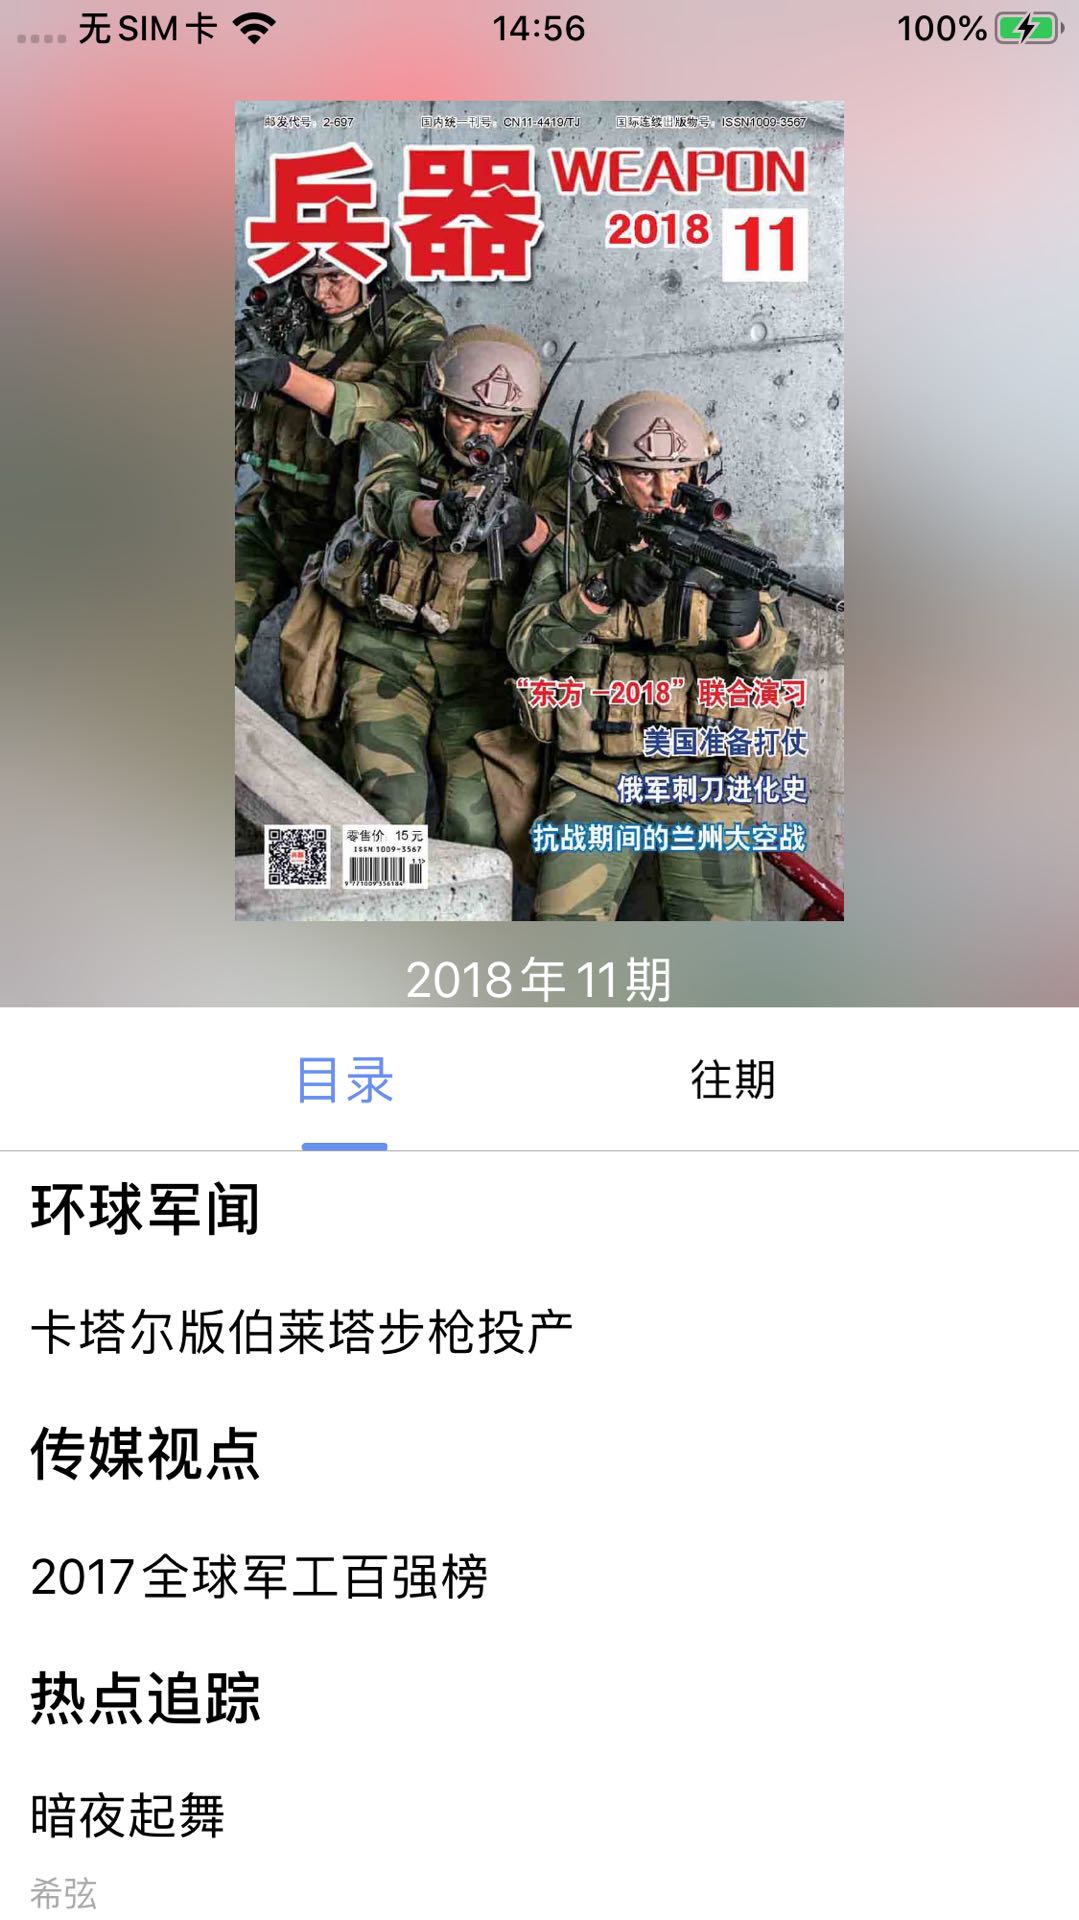 无SIM卡
14:56
100%
邮发代号：2-697 国内统一刊号：CN11-4419/TJ 国际连续出版物号：ISSN1009-3567
兵器 WEAPON
2018 11
“东方-2018”联合演习
美国准备打仗
俄军刺刀进化史
抗战期间的兰州大空战
零售价 15元
ISSN 1009-3567
11>
9 771009 356184
2018年11期
目录
往期
环球军闻
卡塔尔版伯莱塔步枪投产
传媒视点
2017全球军工百强榜
热点追踪
暗夜起舞
希弦